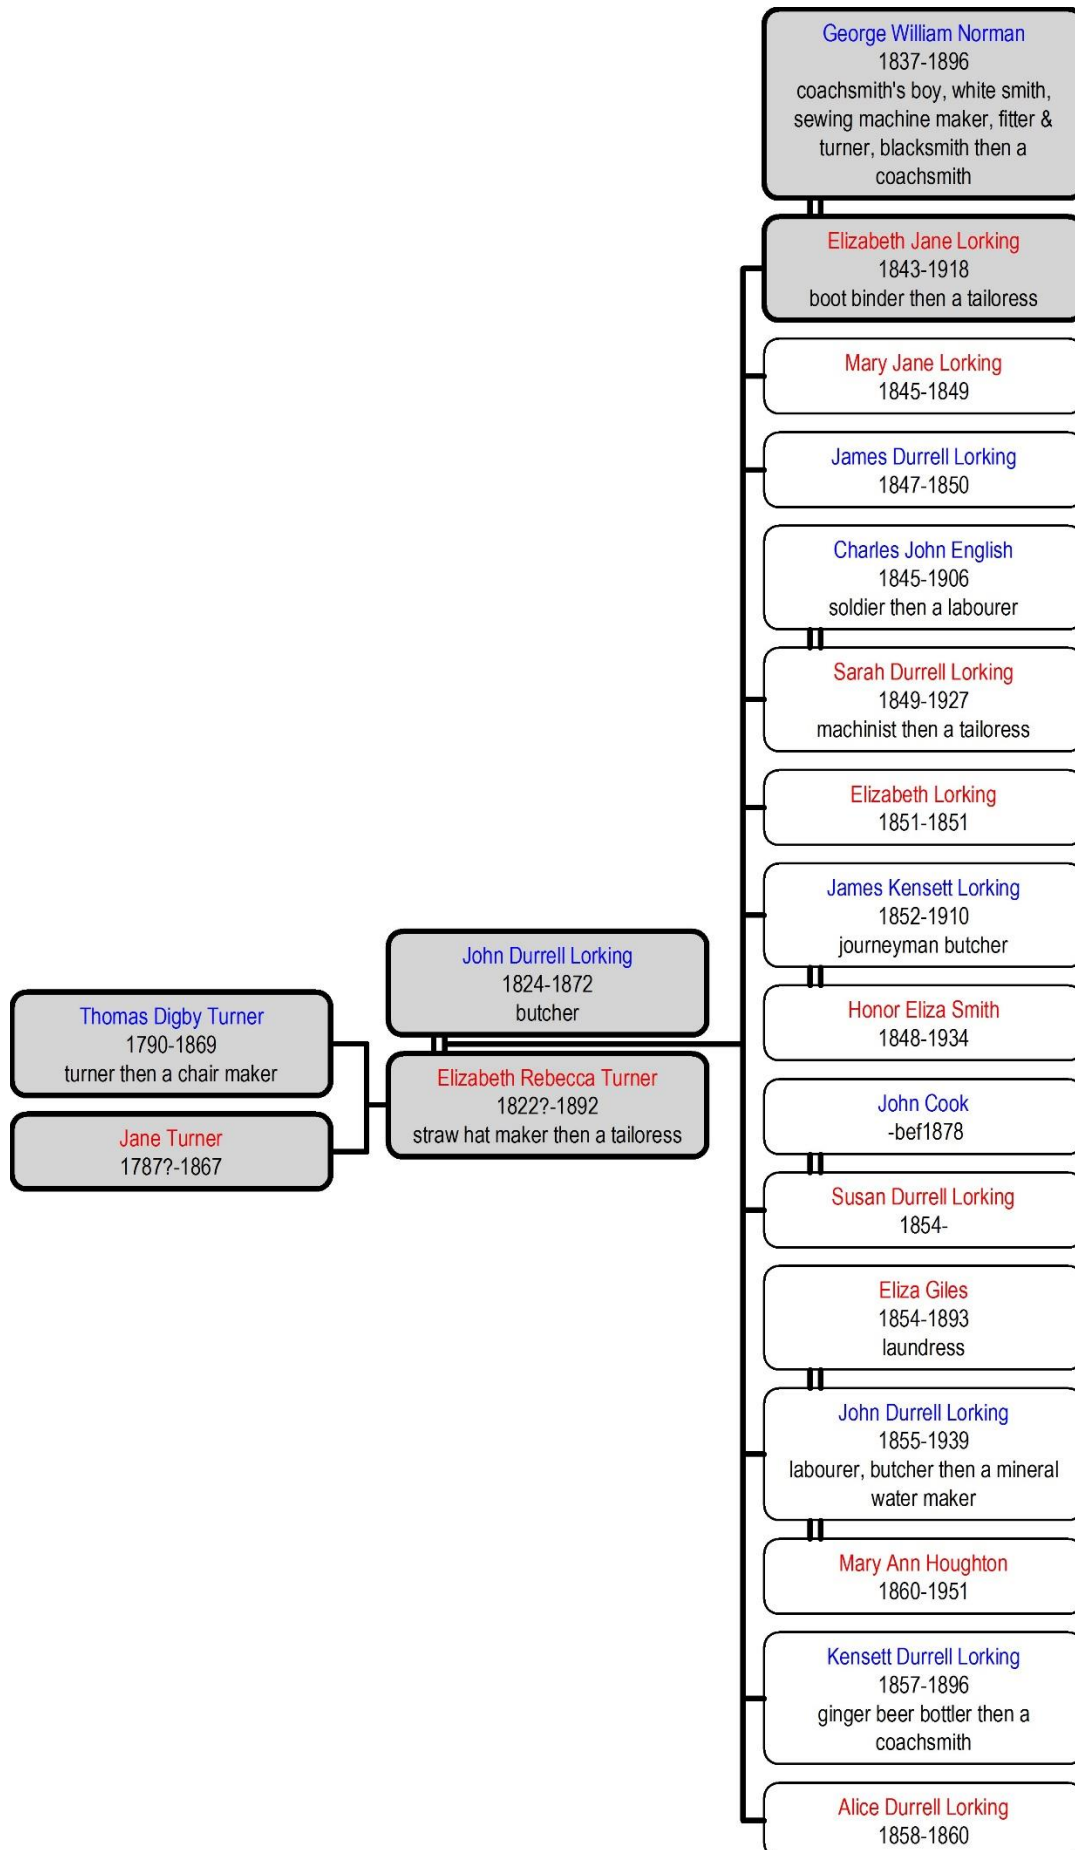 George William Norman
1837-1896
coachsmith's boy, white smith,
sewing machine maker, fitter &
turner, blacksmith then a
coachsmith
Elizabeth Jane Lorking
1843-1918
boot binder then a tailoress
Mary Jane Lorking
1845-1849
James Durrell Lorking
1847-1850
Charles John English
1845-1906
soldier then a labourer
Sarah Durrell Lorking
1849-1927
machinist then a tailoress
Elizabeth Lorking
1851-1851
James Kensett Lorking
1852-1910
journeyman butcher
Honor Eliza Smith
1848-1934
John Durrell Lorking
1824-1872
butcher
Elizabeth Rebecca Turner
1822?-1892
straw hat maker then a tailoress
Thomas Digby Turner
1790-1869
turner then a chair maker
Jane Turner
1787?-1867
John Cook
-bef1878
Susan Durrell Lorking
1854-
Eliza Giles
1854-1893
laundress
John Durrell Lorking
1855-1939
labourer, butcher then a mineral
water maker
Mary Ann Houghton
1860-1951
Kensett Durrell Lorking
1857-1896
ginger beer bottler then a
coachsmith
Alice Durrell Lorking
1858-1860